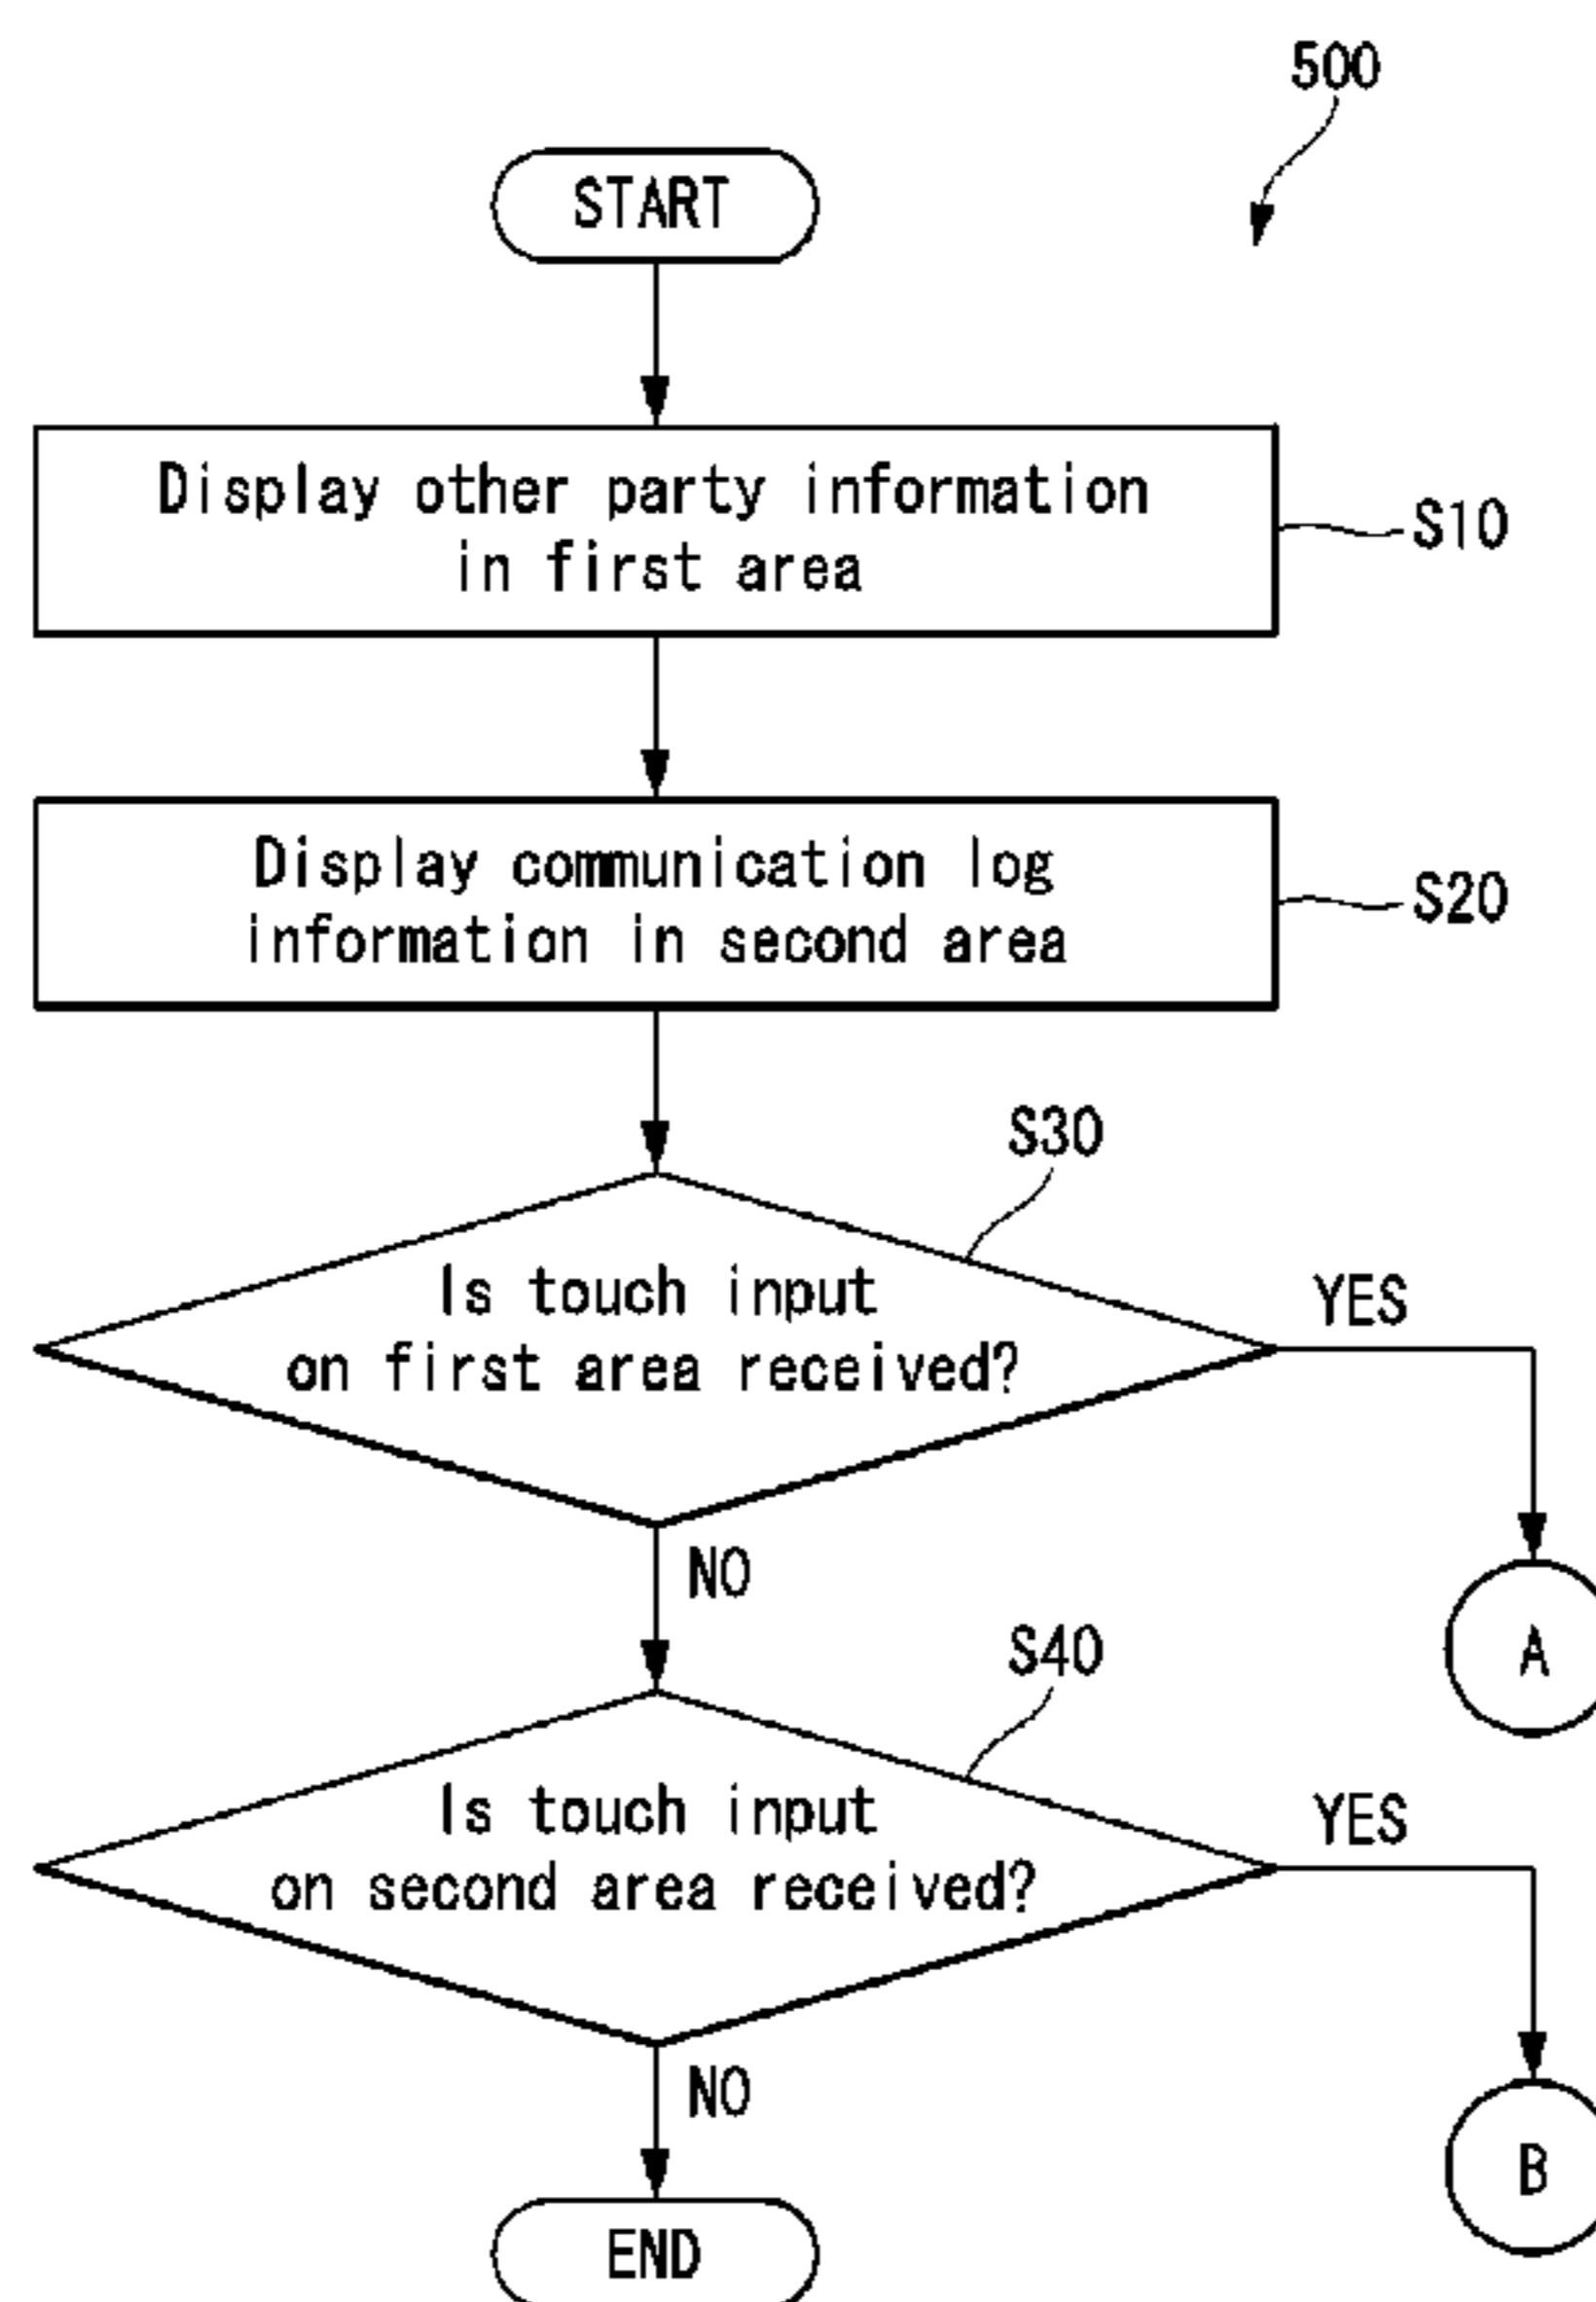 500
START
Display other party information
in first area
S10
Display communication log
information in second area
S20
S30
Is touch input
on first area received?
YES
NO
A
S40
Is touch input
on second area received?
YES
NO
B
END